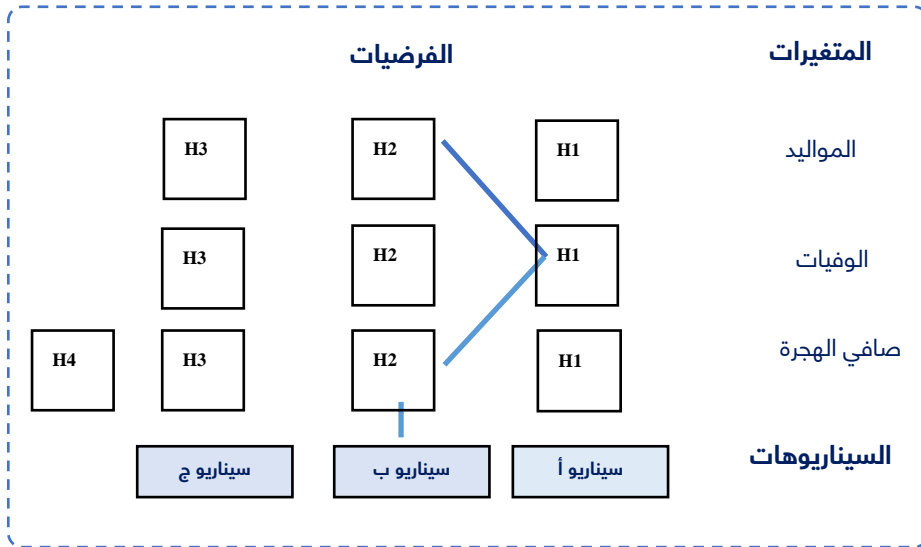 المتغيرات الفرضيات
المواليد H1 H2 H3
الوفيات H1 H2 H3
صافي الهجرة H1 H2 H3 H4
السيناريوهات سيناريو أ سيناريو ب سيناريو ج